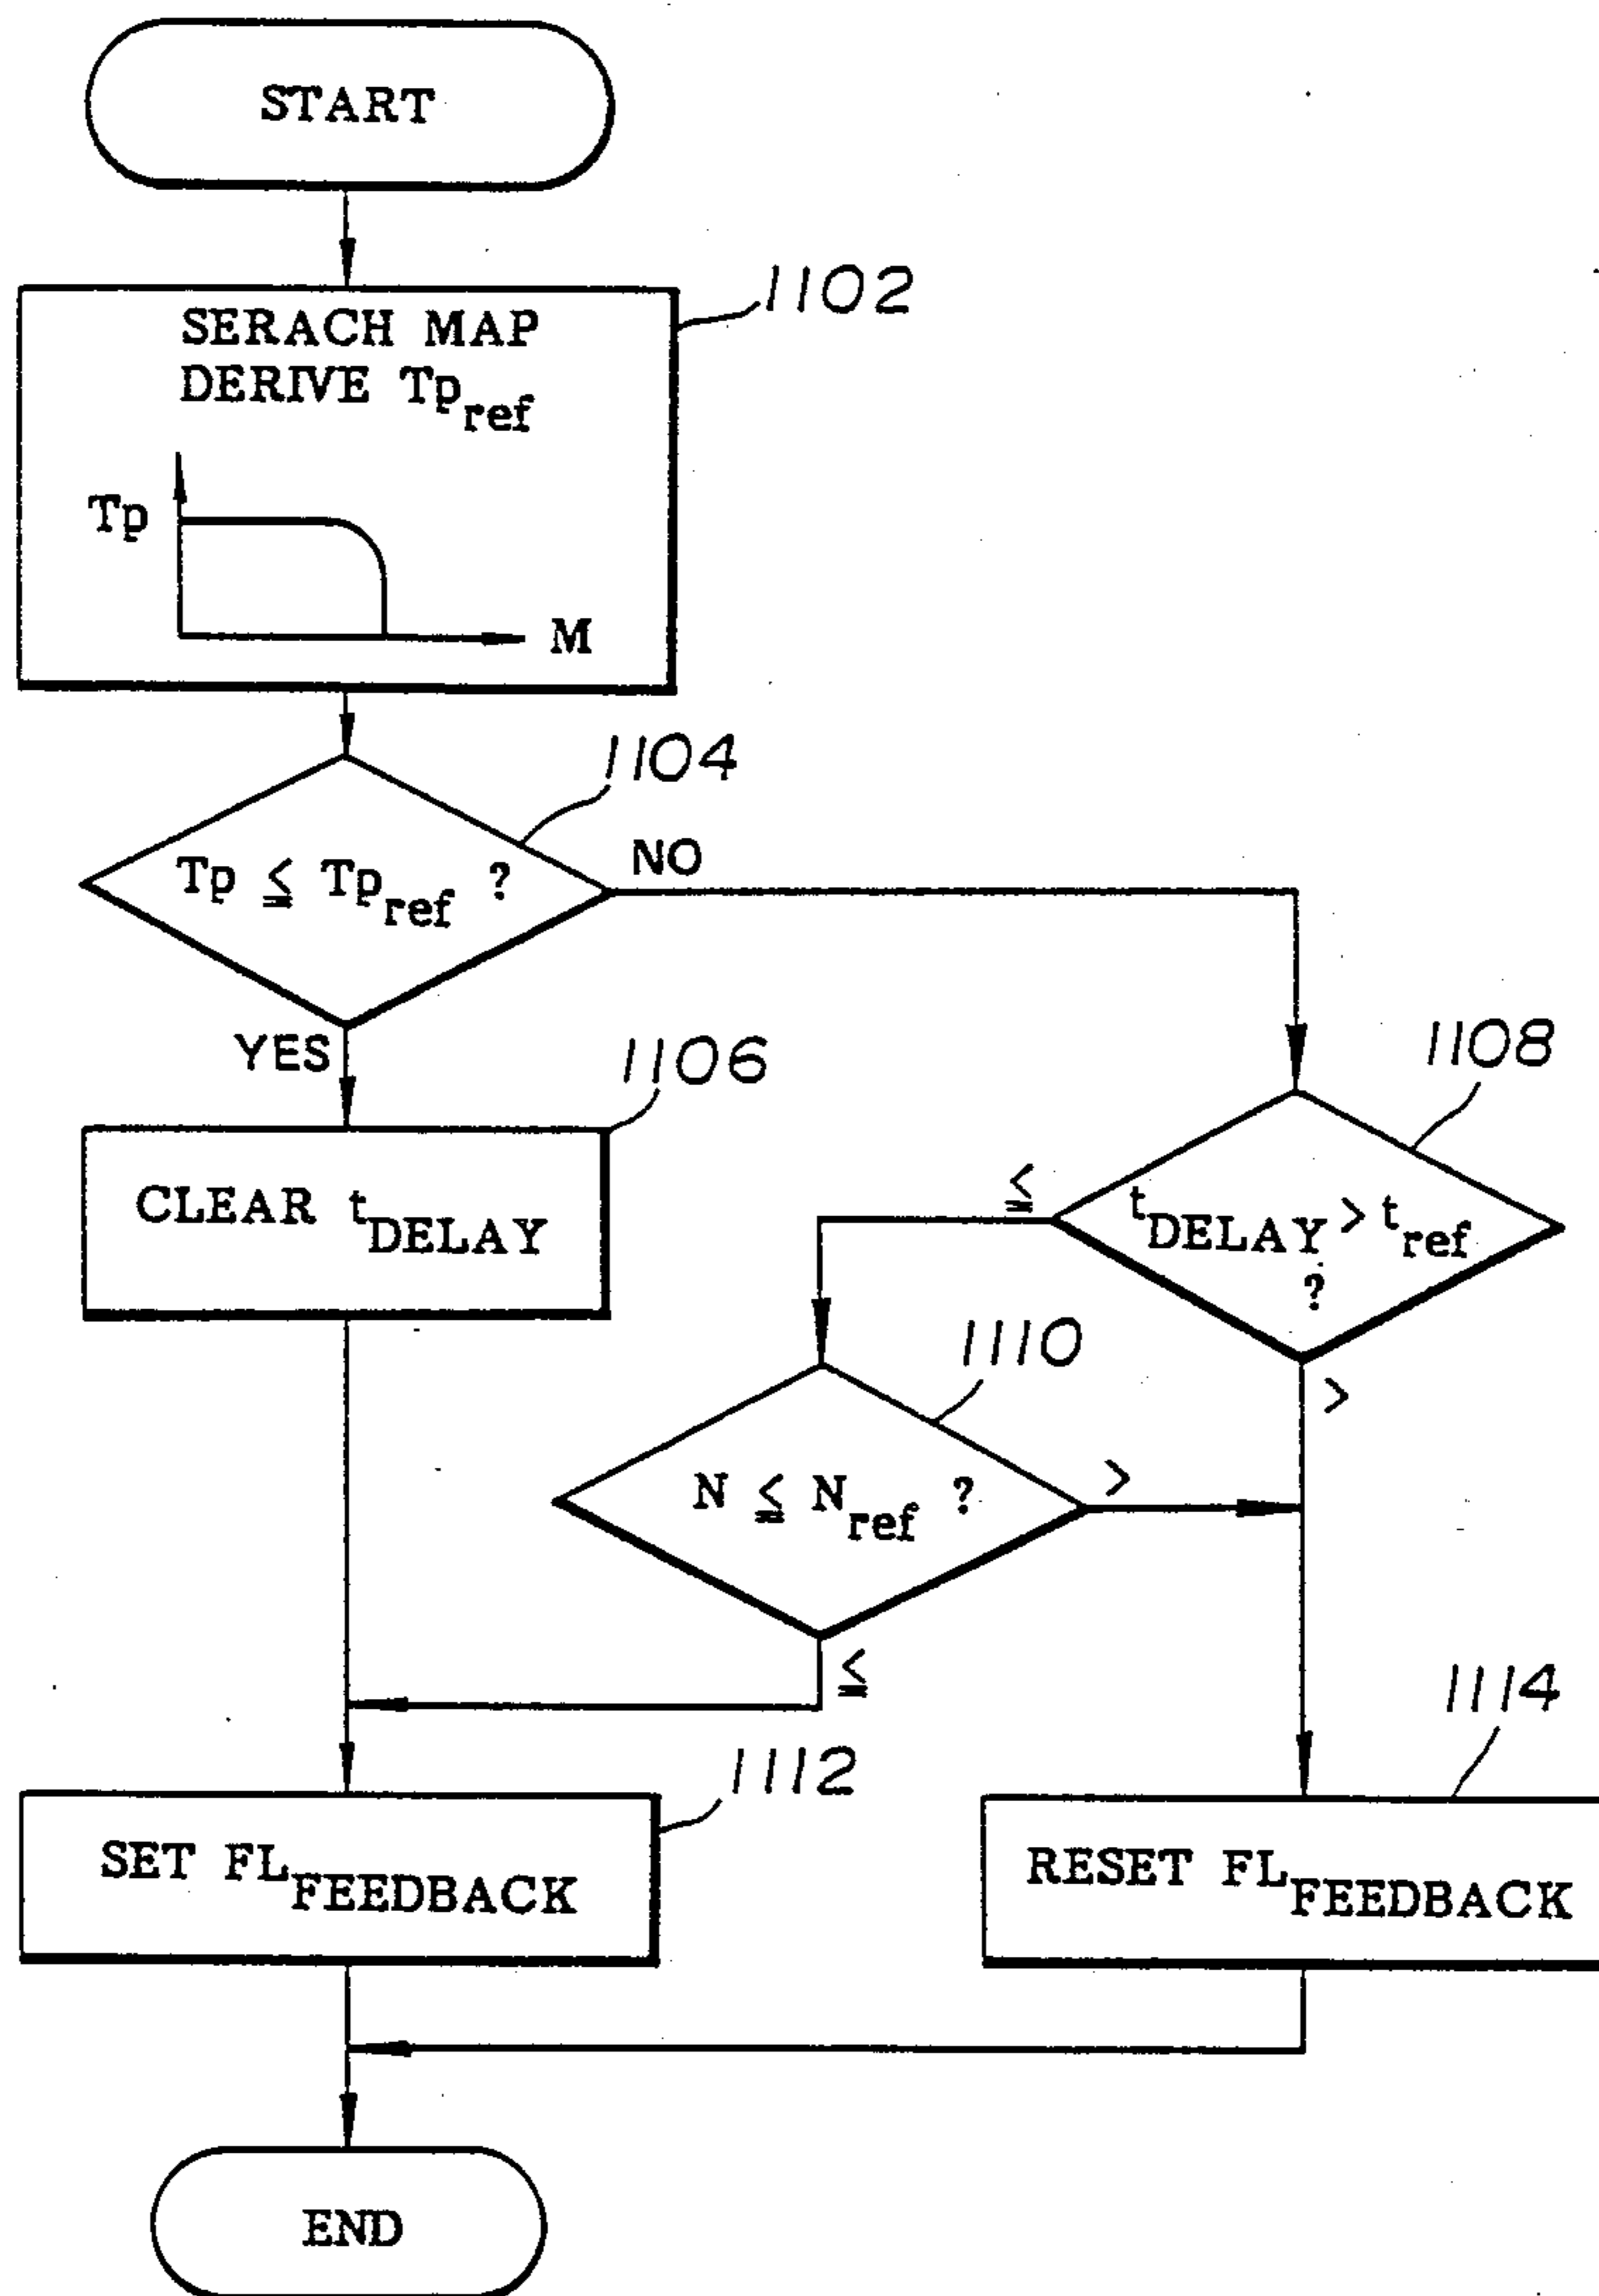 START
1102
SERACH MAP
DERIVE Tp_ref
Tp
M
1104
Tp ≦ Tp_ref ?
NO
YES
1106
1108
CLEAR t_DELAY
≦
t_DELAY > t_ref
?
>
1110
N ≦ N_ref ?
>
≦
1112
1114
SET FL_FEEDBACK
RESET FL_FEEDBACK
END